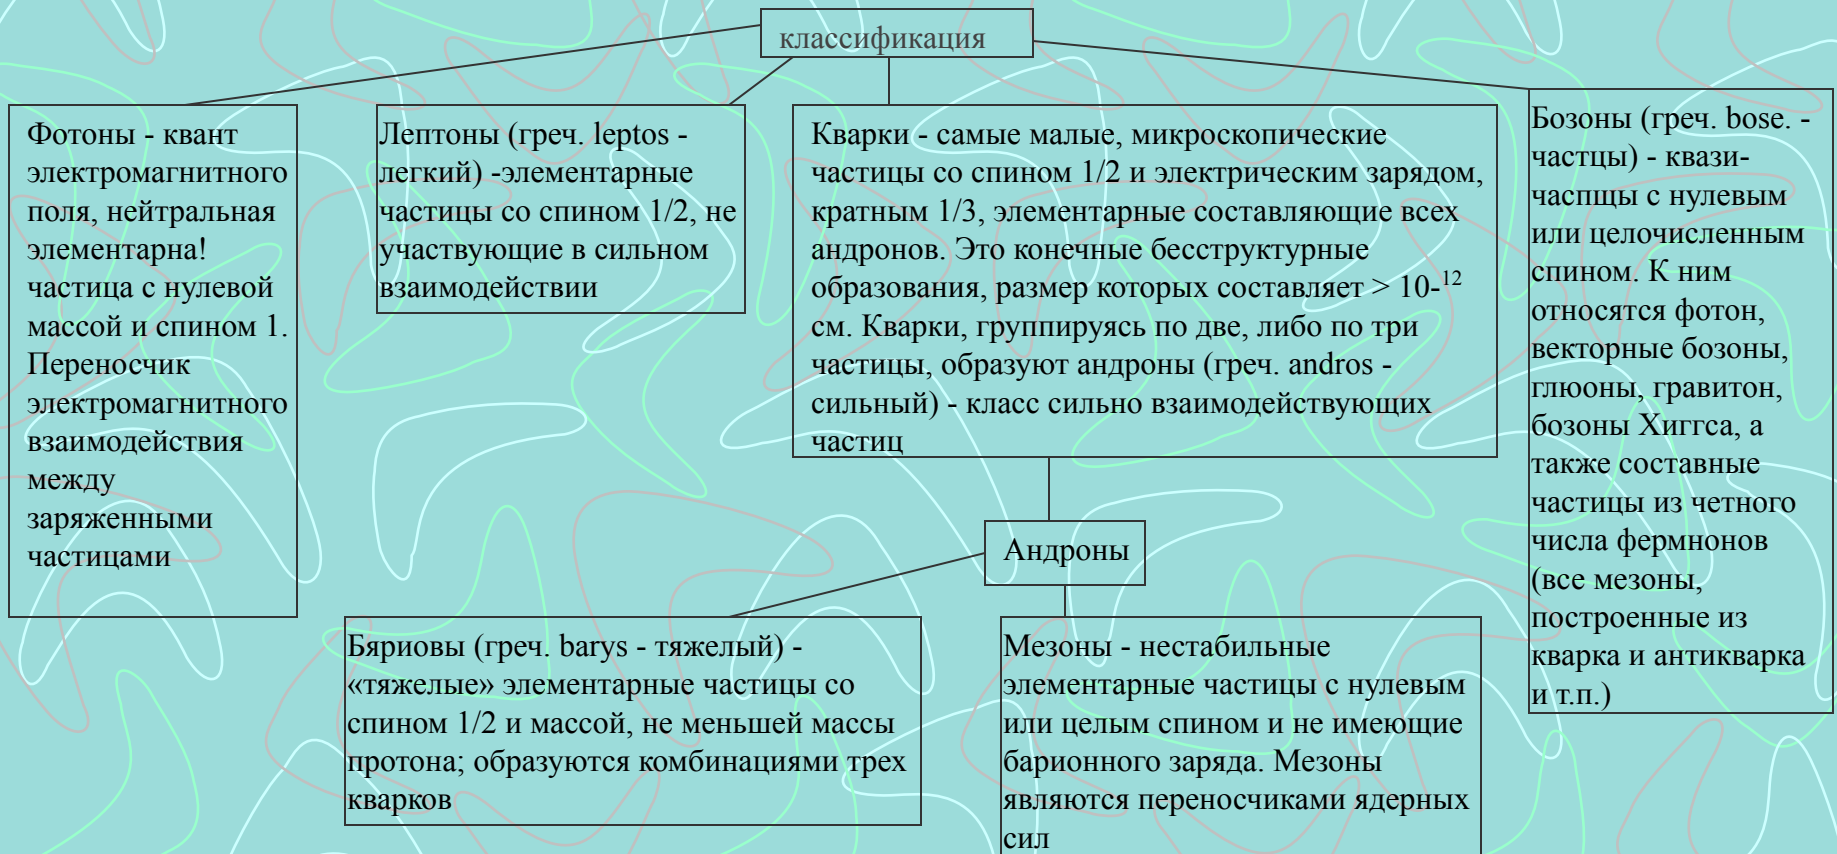 классификация
Фотоны - квант
электромагнитного
поля, нейтральная
элементарна!
частица с нулевой
массой и спином 1.
Переносчик
электромагнитного
взаимодействия
между
заряженными
частицами
Лептоны (греч. leptos -
легкий) -элементарные
частицы со спином 1/2, не
участвующие в сильном
взаимодействии
Кварки - самые малые, микроскопические
частицы со спином 1/2 и электрическим зарядом,
кратным 1/3, элементарные составляющие всех
андронов. Это конечные бесструктурные
образования, размер которых составляет > 10-¹²
см. Кварки, группируясь по две, либо по три
частицы, образуют андроны (греч. andros -
сильный) - класс сильно взаимодействующих
частиц
Бозоны (греч. bose. -
частцы) - квази-
часпщы с нулевым
или целочисленным
спином. К ним
относятся фотон,
векторные бозоны,
глюоны, гравитон,
бозоны Хиггса, а
также составные
частицы из четного
числа фермнонов
(все мезоны,
построенные из
кварка и антикварка
и т.п.)
Андроны
Бяриовы (греч. barys - тяжелый) -
«тяжелые» элементарные частицы со
спином 1/2 и массой, не меньшей массы
протона; образуются комбинациями трех
кварков
Мезоны - нестабильные
элементарные частицы с нулевым
или целым спином и не имеющие
барионного заряда. Мезоны
являются переносчиками ядерных
сил